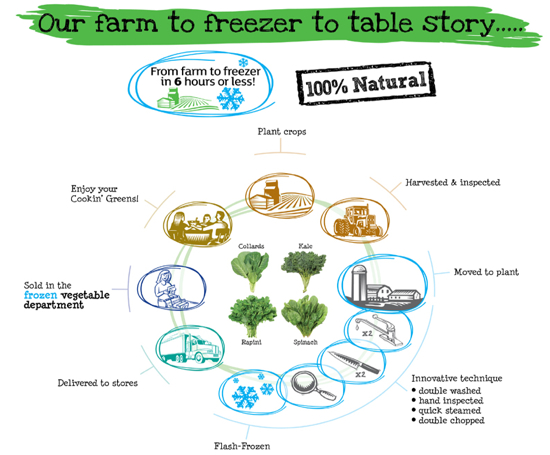 Our farm to freezer to table story.....
From farm to freezer
in 6 hours or less!
100% Natural
Plant crops
Enjoy your
Cookin' Greens!
Harvested & inspected
Collards
Kale
Sold in the
frozen vegetable
department
Moved to plant
Rapini
Spinach
x2
x2
Delivered to stores
Innovative technique
• double washed
• hand inspected
• quick steamed
• double chopped
Flash-Frozen